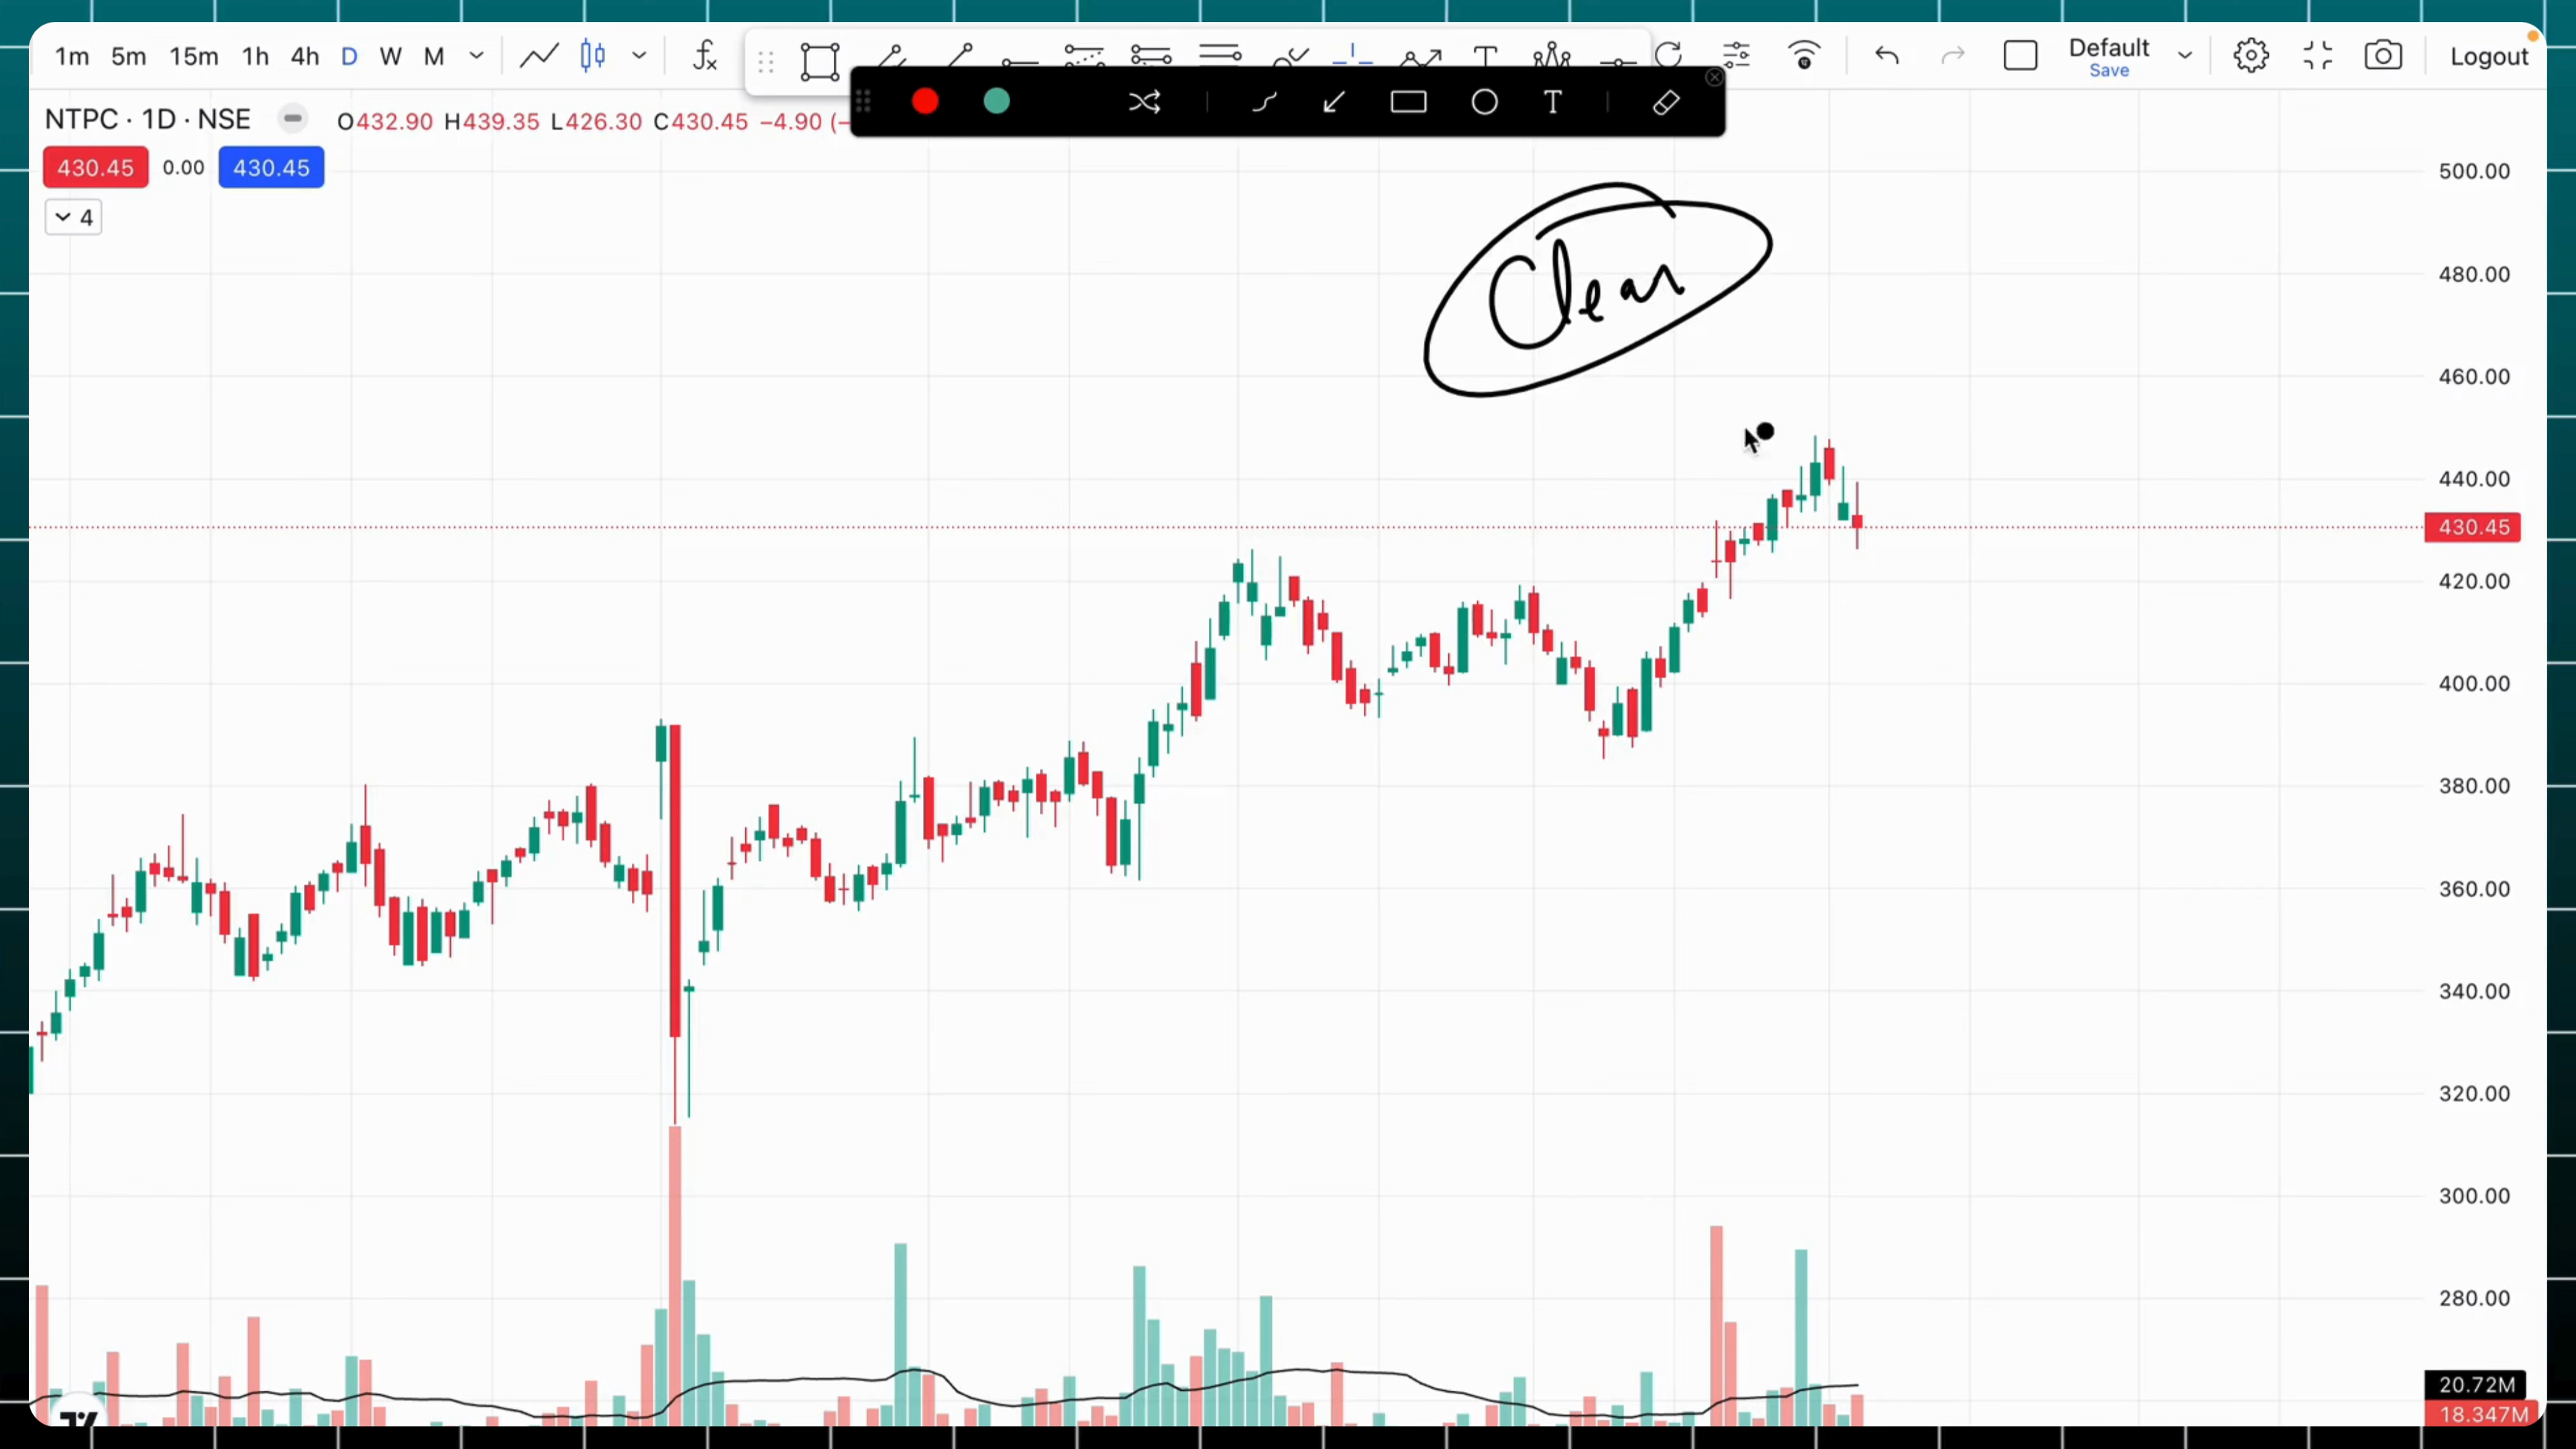 1m 5m 15m 1h 4h D W M
Default
Save
Logout
NTPC · 1D · NSE O432.90 H439.35 L426.30 C430.45 −4.90 (−
430.45 0.00 430.45
4
T
500.00
Clean
480.00
460.00
440.00
430.45
420.00
400.00
380.00
360.00
340.00
320.00
300.00
280.00
20.72M
18.347M